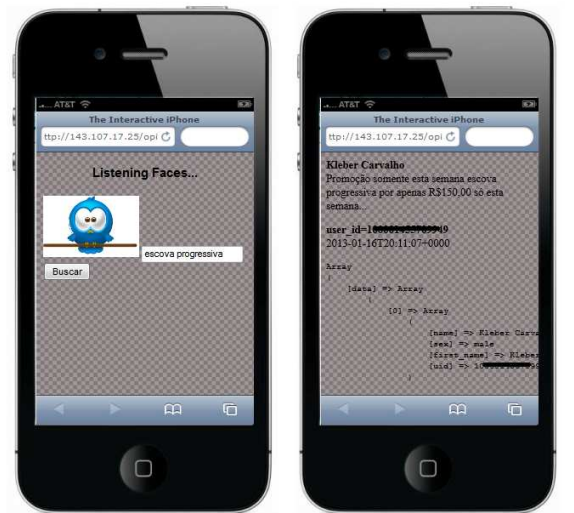 AT&T
The Interactive iPhone
ttp://143.107.17.25/opi
Listening Faces...
escova progressiva
Buscar
AT&T
The Interactive iPhone
ttp://143.107.17.25/opi
Kleber Carvalho
Promoção somente esta semana escova
progressiva por apenas R$150,00 só esta
semana...
2013-01-16T20:11:07+0000
Array
(
[data] => Array
(
[0] => Array
(
[name] => Kleber Carva
[sex] => male
[first_name] => Kleber
[uid] =>
)